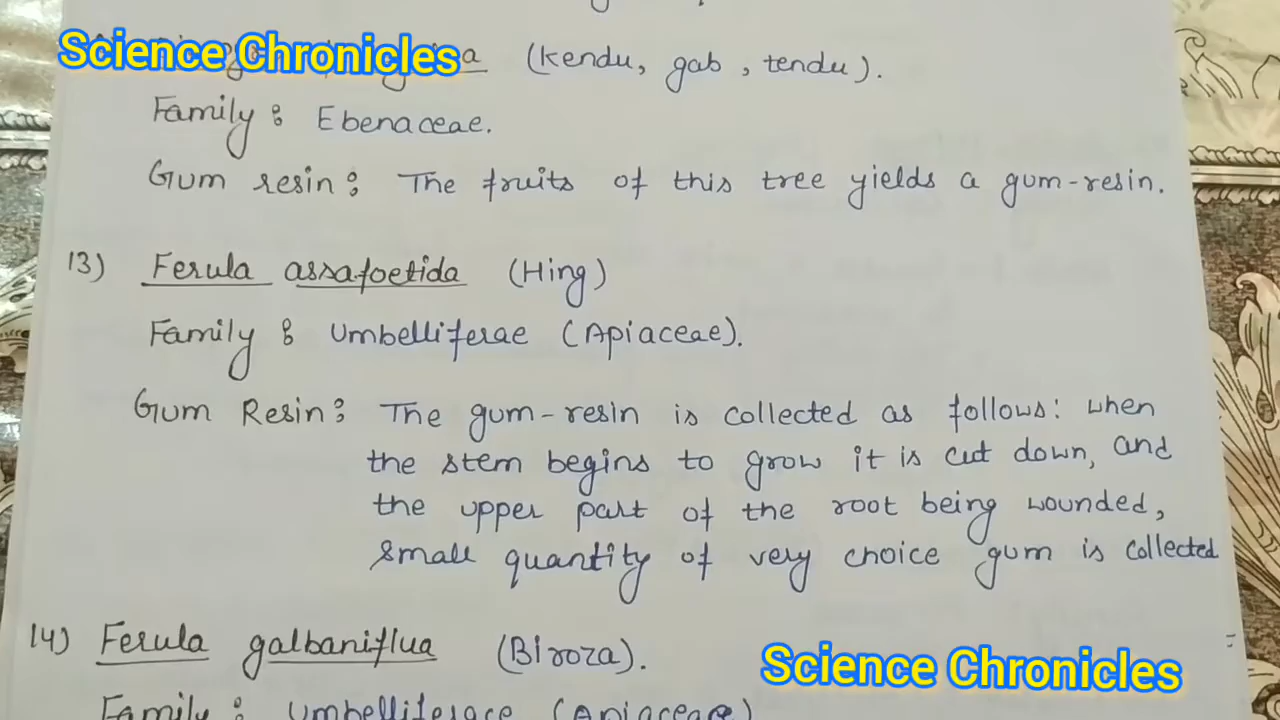 Science Chronicles (Kendu, gab, tendu).
Family: Ebenaceae.
Gum resin: The fruits of this tree yields a gum-resin.
13) Ferula assafoetida (Hing)
Family: Umbelliferae (Apiaceae).
Gum Resin: The gum-resin is collected as follows: when
the stem begins to grow it is cut down, and
the upper part of the root being wounded,
small quantity of very choice gum is collected
14) Ferula galbaniflua (Biroza).
Science Chronicles
Family: Umbelliferae (Apiaceae)